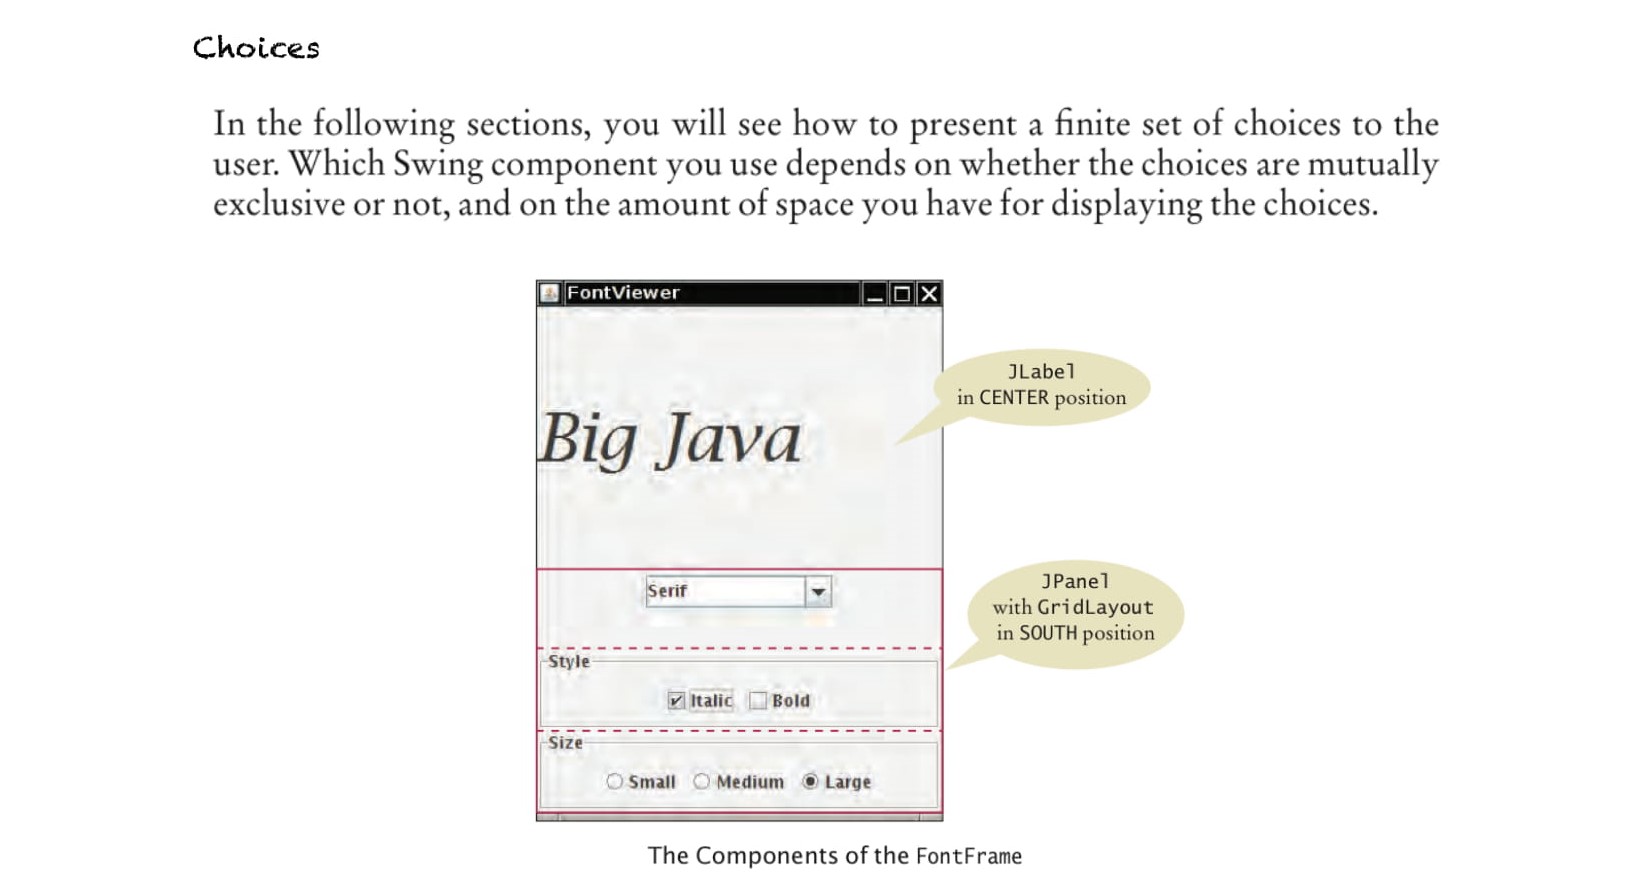 Choices
In the following sections, you will see how to present a finite set of choices to the
user. Which Swing component you use depends on whether the choices are mutually
exclusive or not, and on the amount of space you have for displaying the choices.
FontViewer
JLabel
in CENTER position
Big Java
JPanel
with GridLayout
in SOUTH position
Serif
Style
Italic Bold
Size
Small Medium Large
The Components of the FontFrame